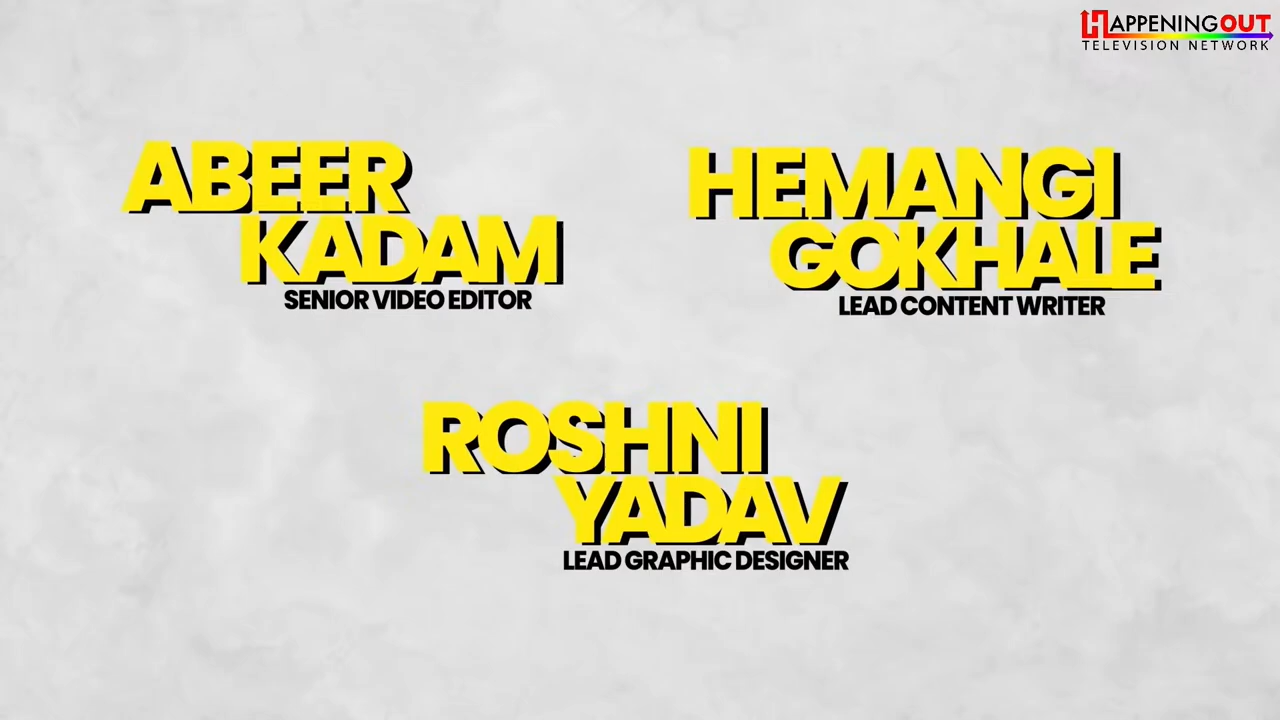 HAPPENINGOUT
TELEVISION NETWORK
ABEER
KADAM
SENIOR VIDEO EDITOR
HEMANGI
GOKHALE
LEAD CONTENT WRITER
ROSHNI
YADAV
LEAD GRAPHIC DESIGNER